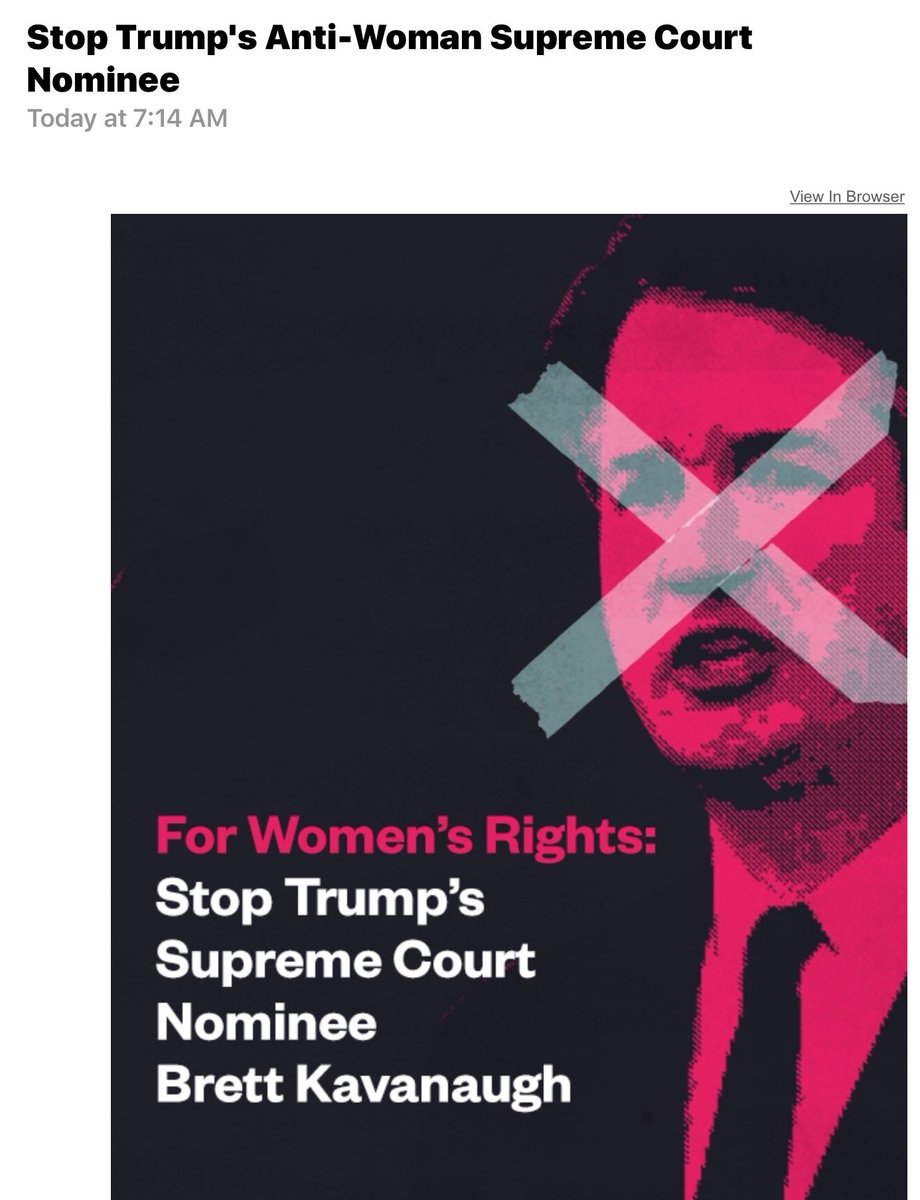 Stop Trump's Anti-Woman Supreme Court
Nominee
Today at 7:14 AM
View In Browser
For Women’s Rights:
Stop Trump’s
Supreme Court
Nominee
Brett Kavanaugh